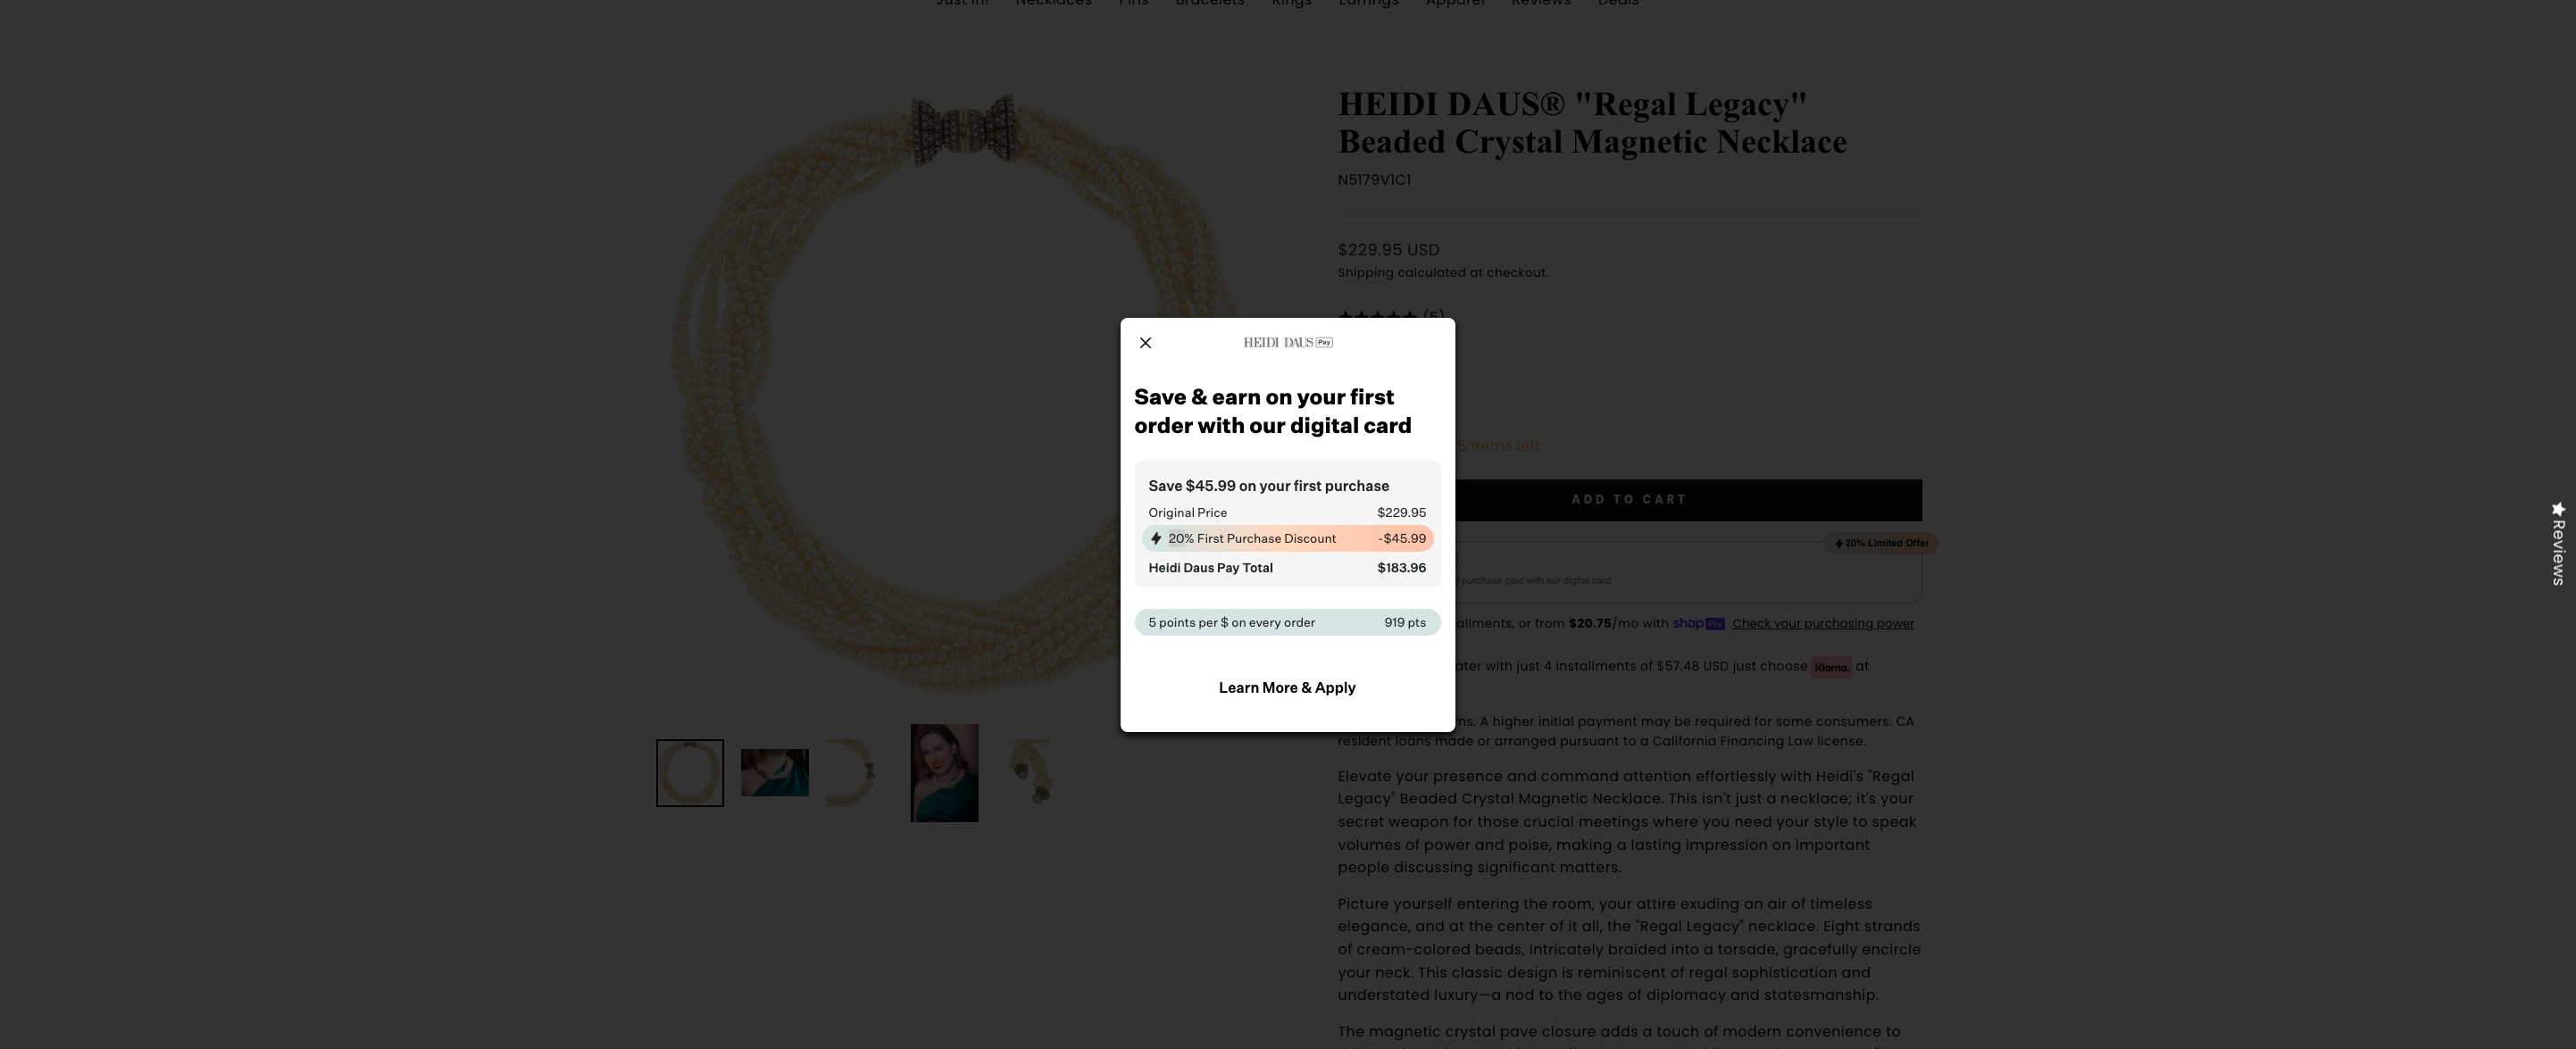 Just In! Necklaces Pins Bracelets Rings Earrings Apparel Reviews Deals
HEIDI DAUS® "Regal Legacy"
Beaded Crystal Magnetic Necklace
N5179V1C1
$229.95 USD
Shipping calculated at checkout.
(5)
5 items left
ADD TO CART
20% Limited Offer
purchase paid with our digital card
allments, or from $20.75/mo with shop Pay Check your purchasing power
ater with just 4 installments of $57.48 USD just choose Klarna. at
ms. A higher initial payment may be required for some consumers. CA
resident loans made or arranged pursuant to a California Financing Law license.
Elevate your presence and command attention effortlessly with Heidi's "Regal
Legacy" Beaded Crystal Magnetic Necklace. This isn't just a necklace; it's your
secret weapon for those crucial meetings where you need your style to speak
volumes of power and poise, making a lasting impression on important
people discussing significant matters.
Picture yourself entering the room, your attire exuding an air of timeless
elegance, and at the center of it all, the "Regal Legacy" necklace. Eight strands
of cream-colored beads, intricately braided into a torsade, gracefully encircle
your neck. This classic design is reminiscent of regal sophistication and
understated luxury—a nod to the ages of diplomacy and statesmanship.
The magnetic crystal pave closure adds a touch of modern convenience to
HEIDI DAUS Pay
Save & earn on your first
order with our digital card
Save $45.99 on your first purchase
Original Price $229.95
20% First Purchase Discount -$45.99
Heidi Daus Pay Total $183.96
5 points per $ on every order 919 pts
Learn More & Apply
Reviews